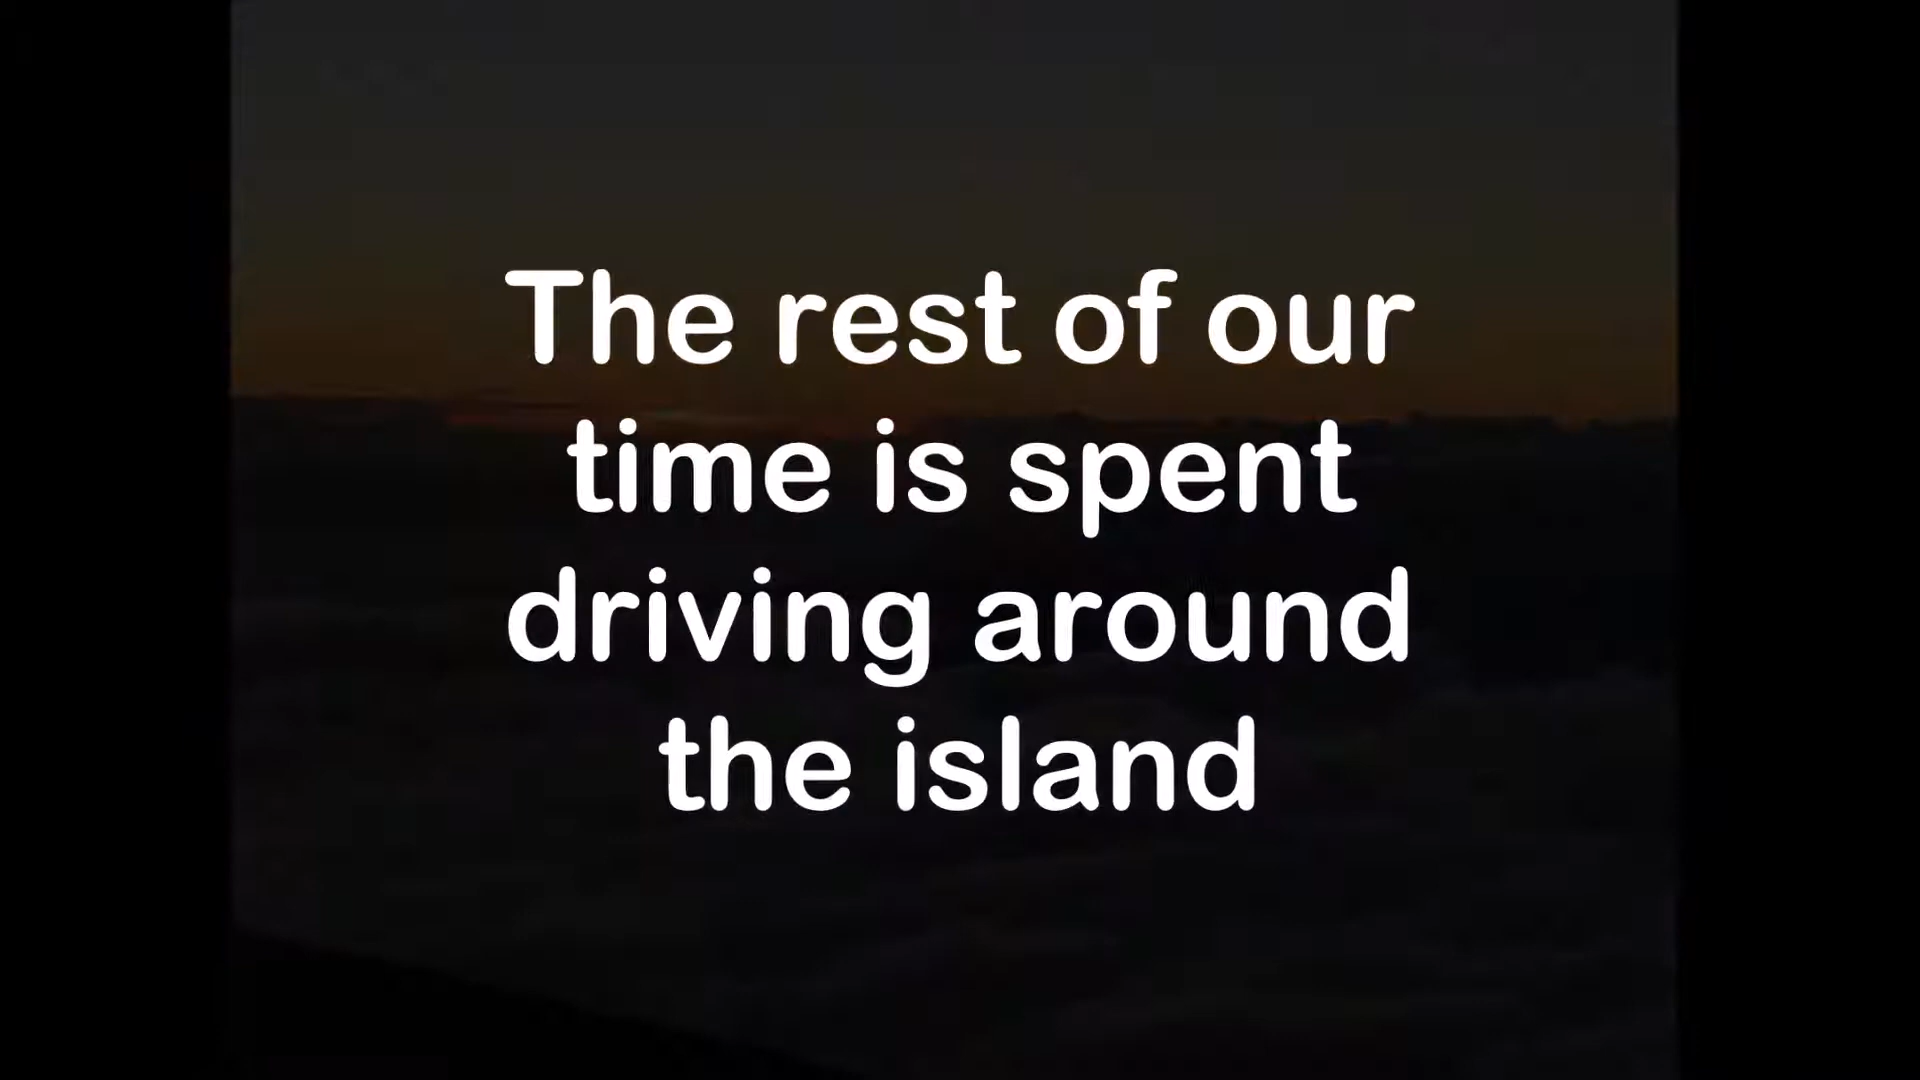 The rest of our
time is spent
driving around
the island